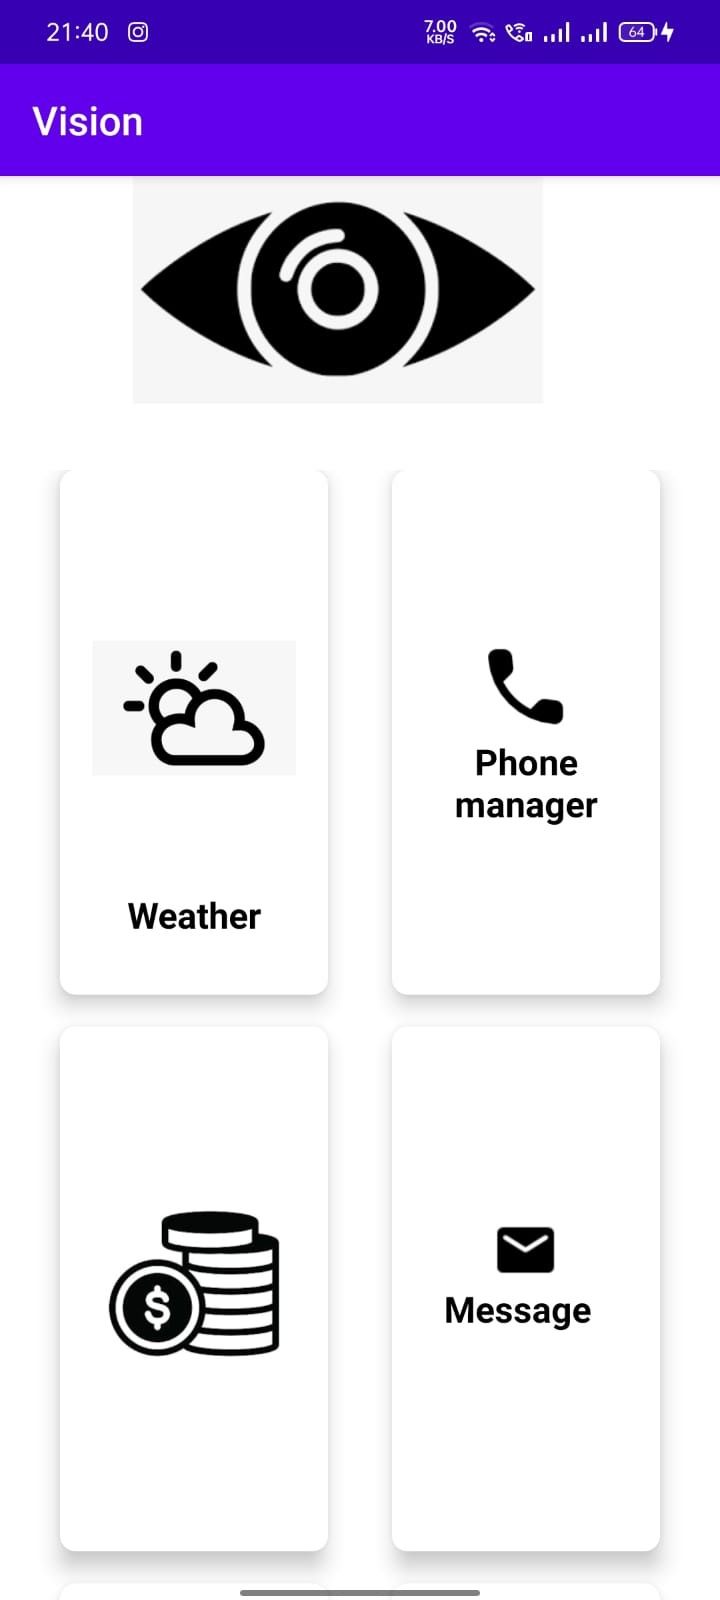 21:40
7.00
KB/S
64
Vision
Phone
manager
Weather
$
Message